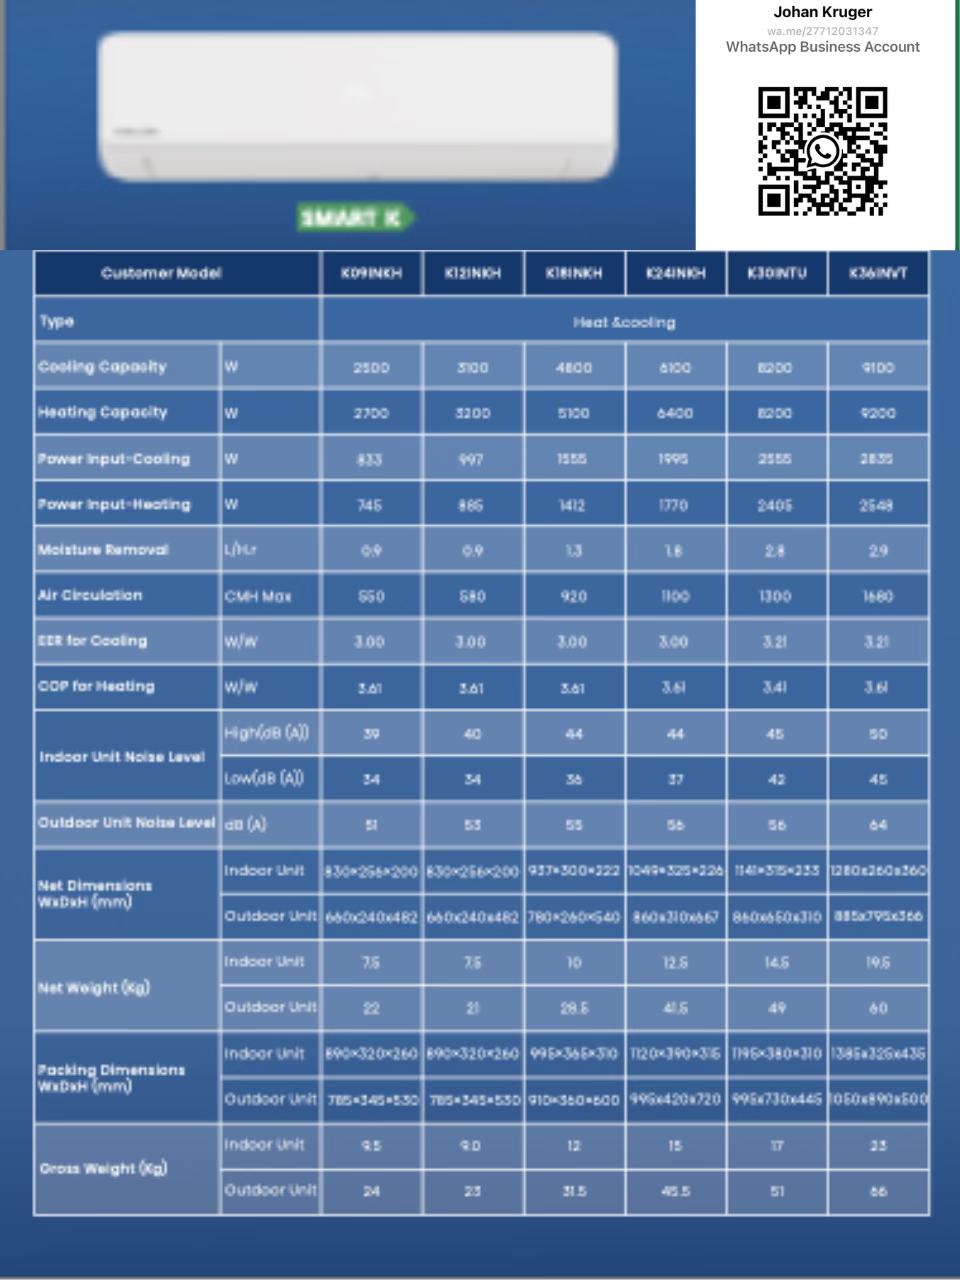 Johan Kruger
wa.me/27712031347
WhatsApp Business Account
SMART K
Customer Model K09INKH K12INKH K18INKH K24INKH K30INTU K36INVT
Type Heat &cooling
Cooling Capacity W 2500 3100 4800 6100 8200 9100
Heating Capacity W 2700 3200 5100 6400 8200 9200
Power Input-Cooling W 833 997 1555 1995 2555 2835
Power Input-Heating W 745 885 1412 1770 2405 2548
Moisture Removal L/H.r 0.9 0.9 1.3 1.8 2.8 2.9
Air Circulation CMH Max 550 580 920 1100 1300 1680
EER for Cooling W/W 3.00 3.00 3.00 3.00 3.21 3.21
COP for Heating W/W 3.61 3.61 3.61 3.61 3.41 3.61
Indoor Unit Noise Level
High(dB (A)) 39 40 44 44 45 50
Low(dB (A)) 34 34 36 37 42 45
Outdoor Unit Noise Level dB (A) 51 53 55 56 56 64
Net Dimensions
WxDxH (mm)
Indoor Unit 830×256×200 830×256×200 937×300×222 1049×325×226 1141×315×233 1280x260x360
Outdoor Unit 660x240x482 660x240x482 780×260×540 860x310x667 860x650x310 885x795x366
Net Weight (Kg)
Indoor Unit 7.5 7.5 10 12.5 14.5 19.5
Outdoor Unit 22 21 28.5 41.5 49 60
Packing Dimensions
WxDxH (mm)
Indoor Unit 890×320×260 890×320×260 995×365×310 1120×390×315 1195×380×310 1385x325x435
Outdoor Unit 785×345×530 785×345×530 910×360×600 995x420x720 995x730x445 1050x890x500
Gross Weight (Kg)
Indoor Unit 9.5 9.0 12 15 17 23
Outdoor Unit 24 23 31.5 45.5 51 66